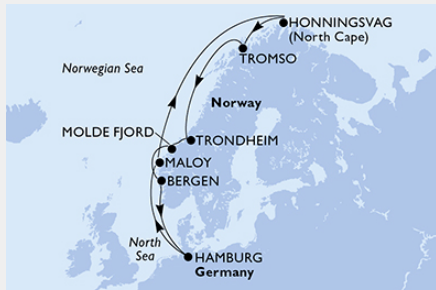 HONNINGSVAG
(North Cape)
TROMSO
Norwegian Sea
Norway
MOLDE FJORD
TRONDHEIM
MALOY
BERGEN
North
Sea
HAMBURG
Germany